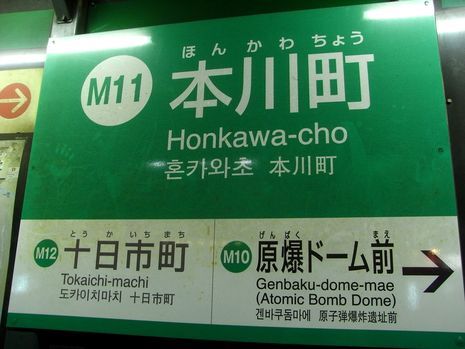 ほんかわちょう
M11 本川町
Honkawa-cho
혼카와초 本川町
とうかいちまち
M12 十日市町
Tokaichi-machi
도카이치마치 十日市町
げんばく まえ
M10 原爆ドーム前
Genbaku-dome-mae
(Atomic Bomb Dome)
겐바쿠돔마에 原子弹爆炸遗址前